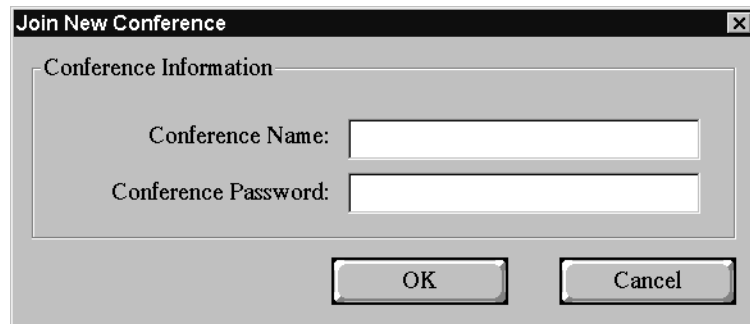 Join New Conference
Conference Information
Conference Name:
Conference Password:
OK Cancel